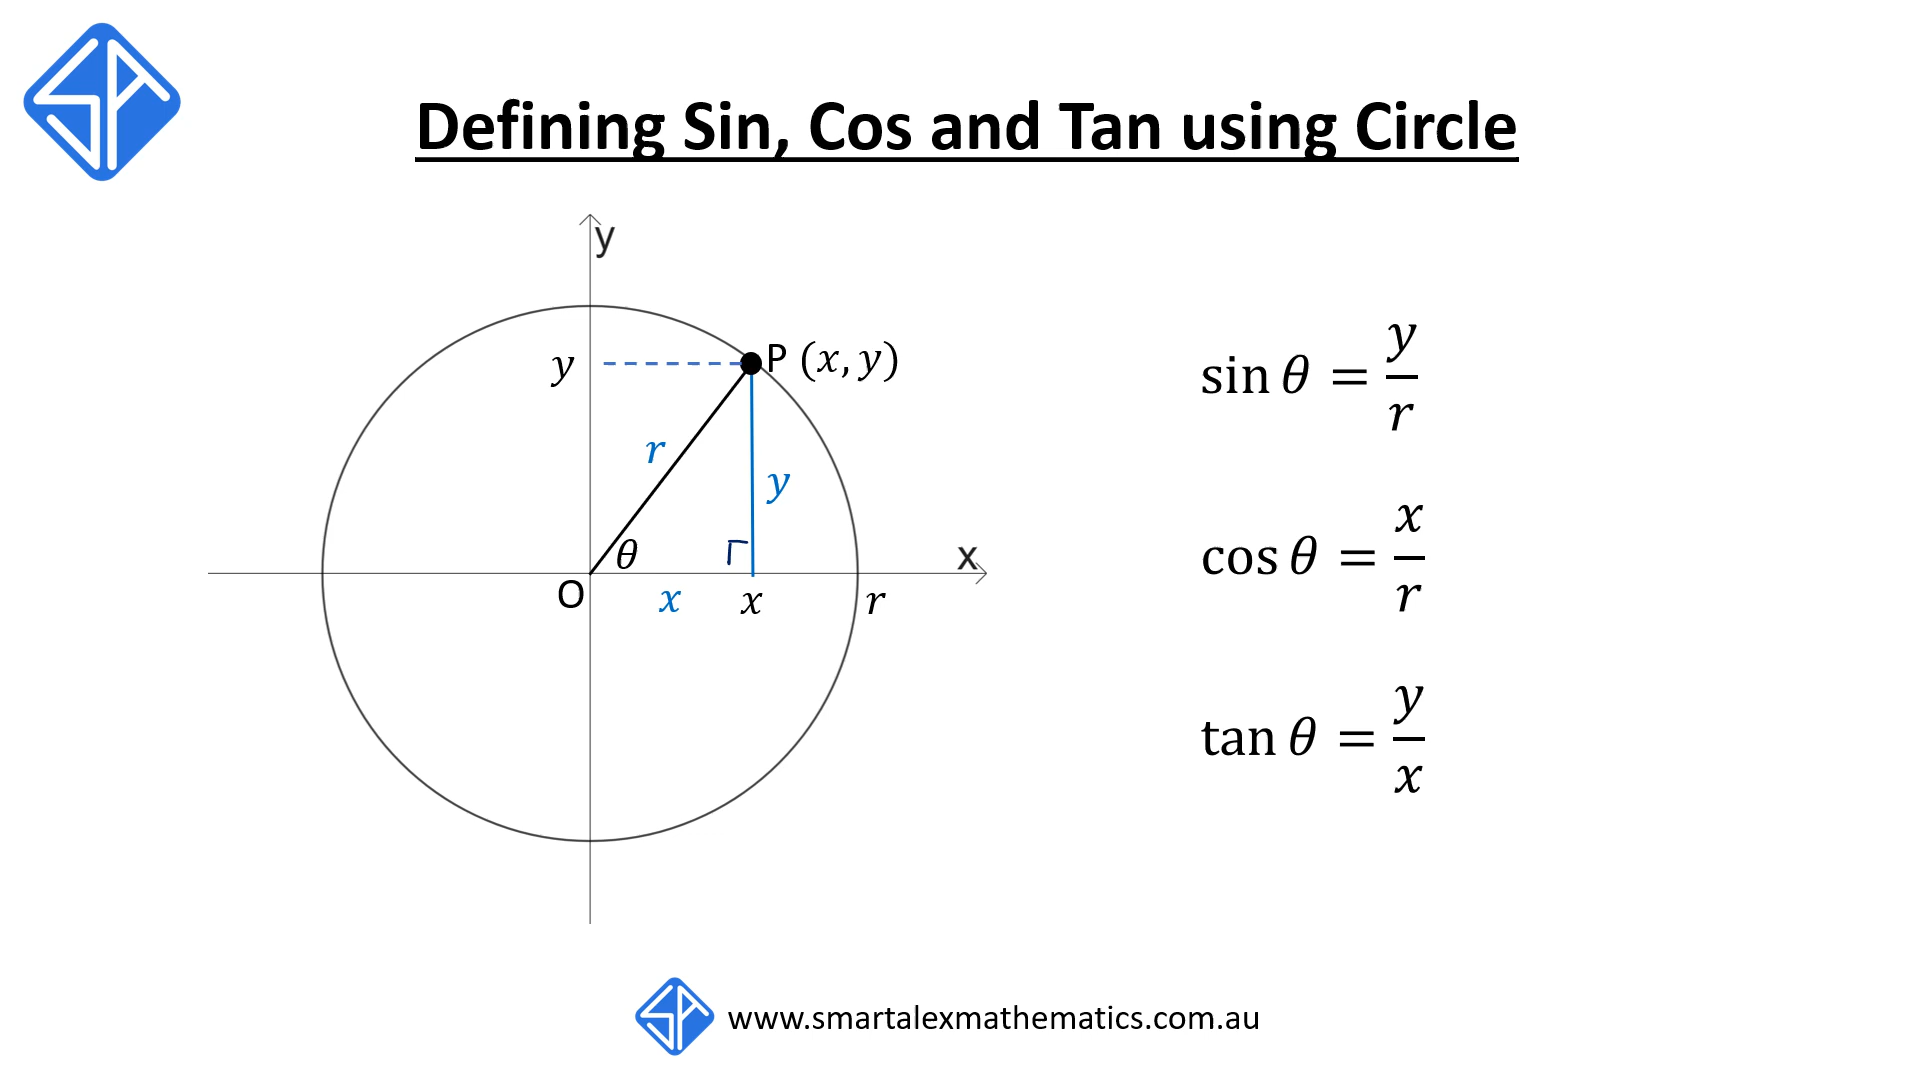 Defining Sin, Cos and Tan using Circle
y
y
P (x, y)
r
y
θ
x
O
x
x
r
sin θ = y/r
cos θ = x/r
tan θ = y/x
www.smartalexmathematics.com.au